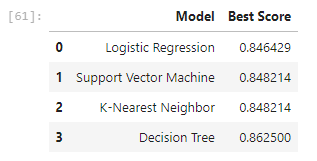 [61]:
Model Best Score
0 Logistic Regression 0.846429
1 Support Vector Machine 0.848214
2 K-Nearest Neighbor 0.848214
3 Decision Tree 0.862500